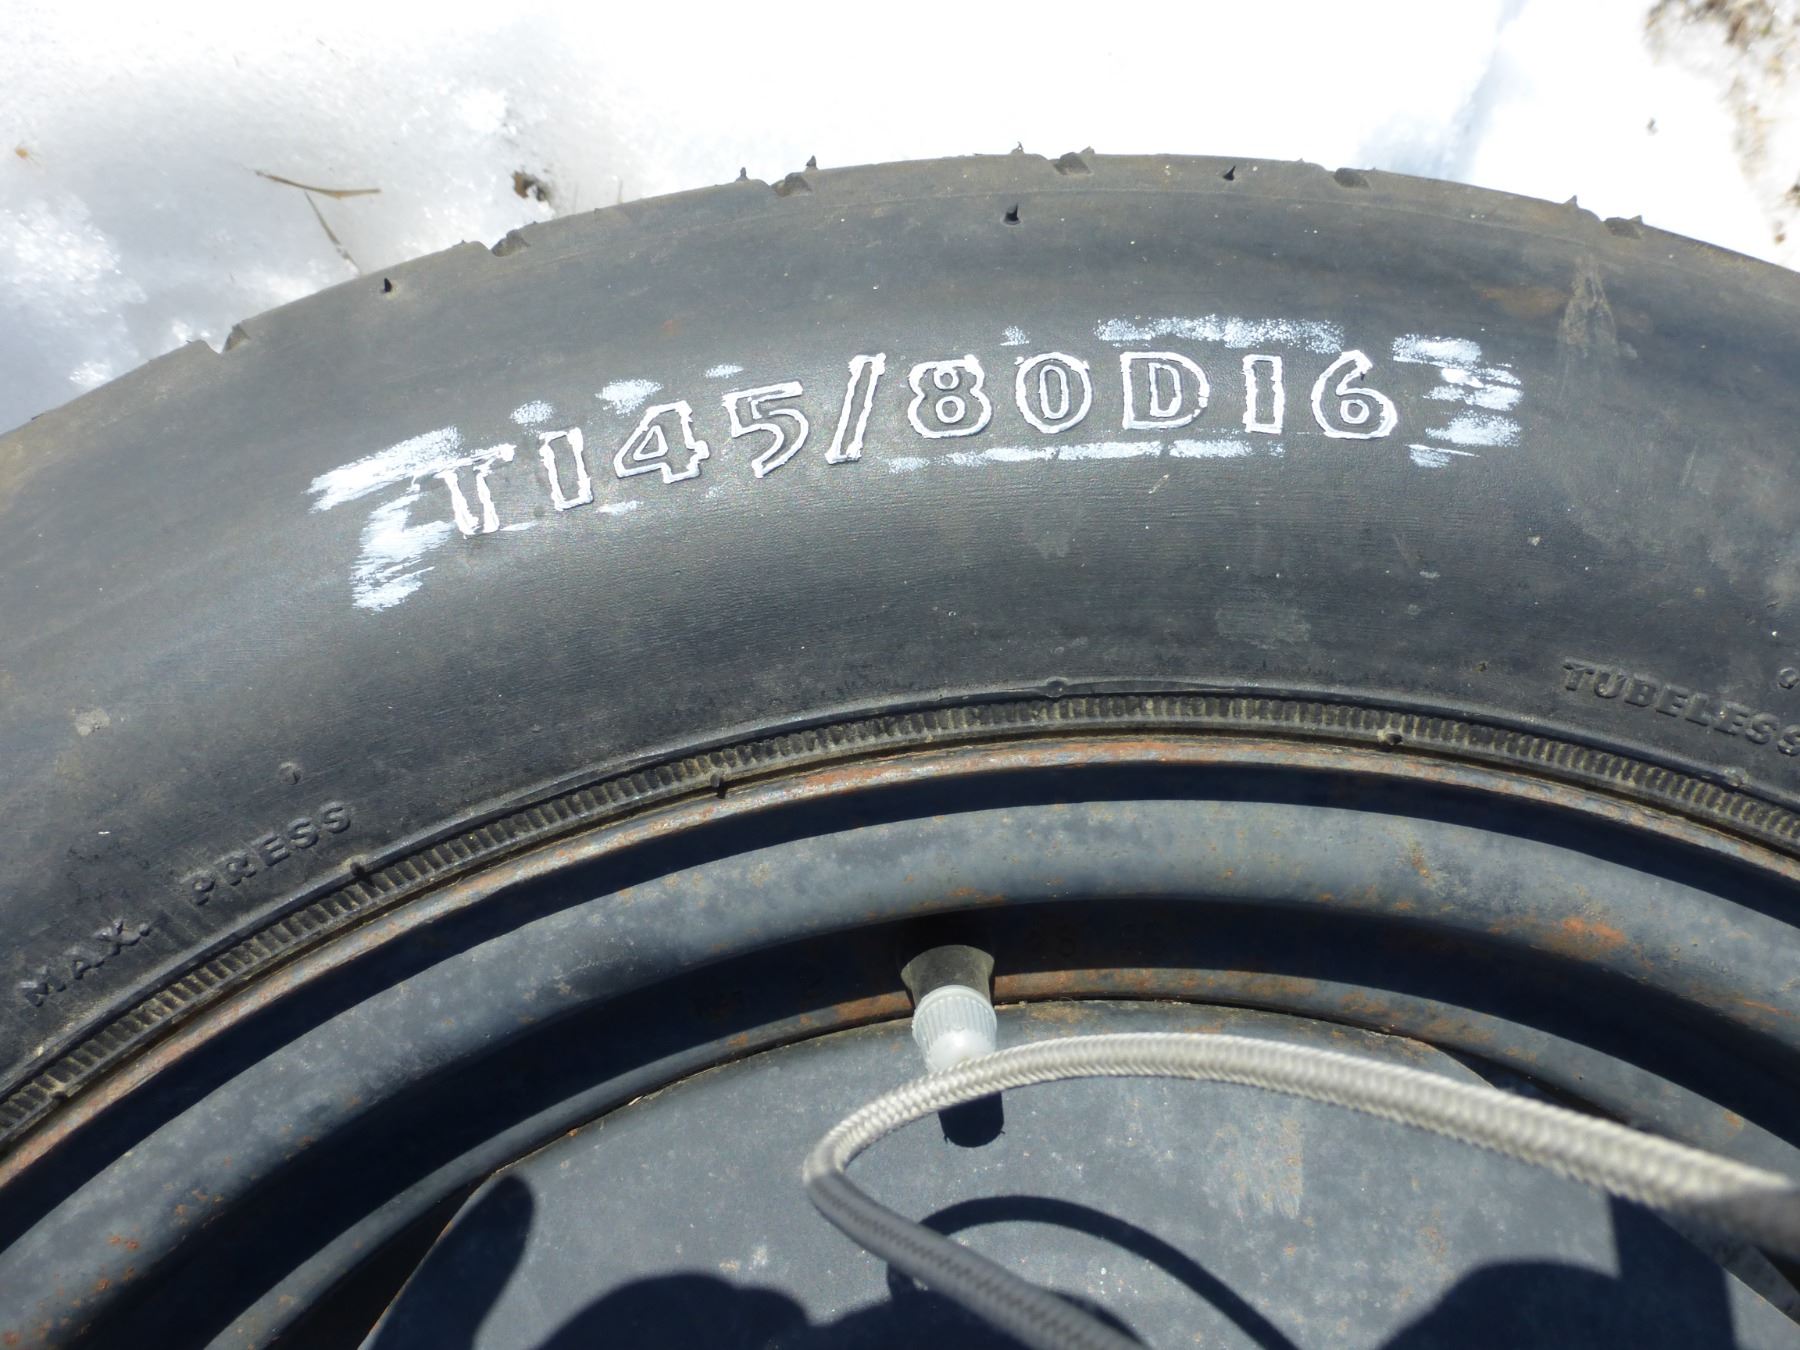 T145/80D16
TUBELESS
MAX. PRESS